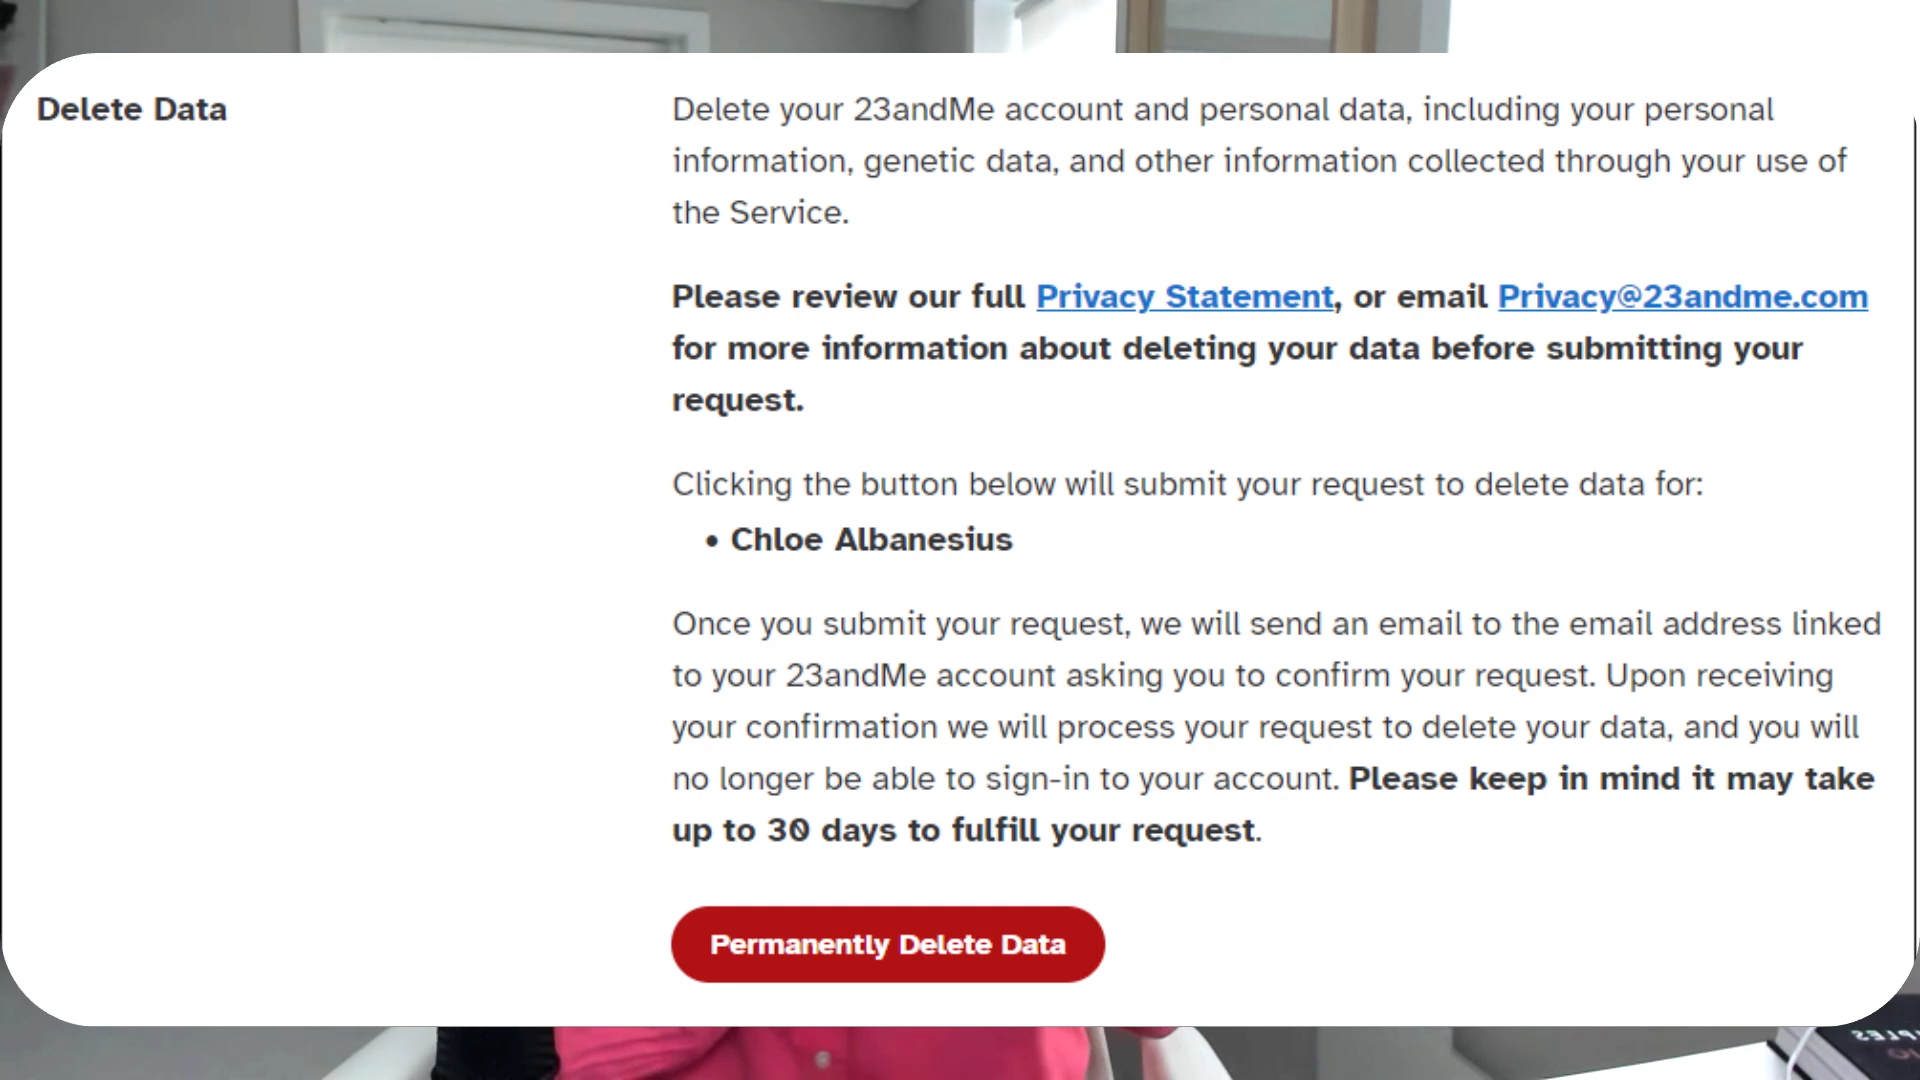 Delete Data
Delete your 23andMe account and personal data, including your personal
information, genetic data, and other information collected through your use of
the Service.
Please review our full Privacy Statement, or email Privacy@23andme.com
for more information about deleting your data before submitting your
request.
Clicking the button below will submit your request to delete data for:
• Chloe Albanesius
Once you submit your request, we will send an email to the email address linked
to your 23andMe account asking you to confirm your request. Upon receiving
your confirmation we will process your request to delete your data, and you will
no longer be able to sign-in to your account. Please keep in mind it may take
up to 30 days to fulfill your request.
Permanently Delete Data